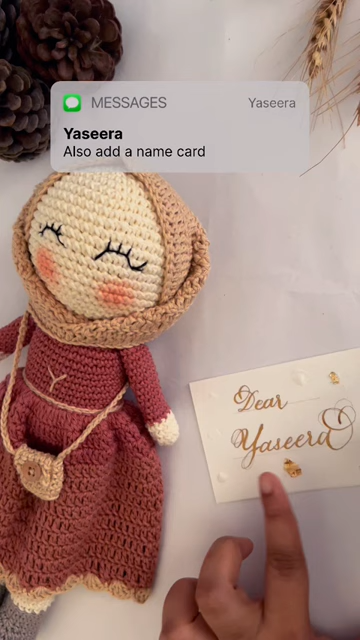 MESSAGES Yaseera
Yaseera
Also add a name card
Dear
Yaseera